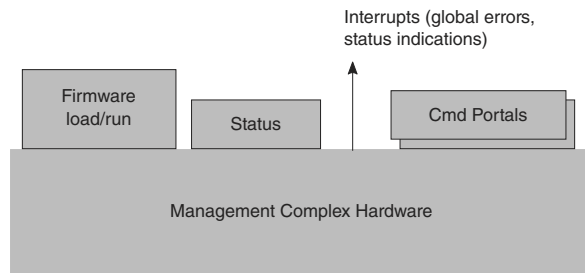 Interrupts (global errors,
status indications)
Firmware
load/run
Status
Cmd Portals
Management Complex Hardware